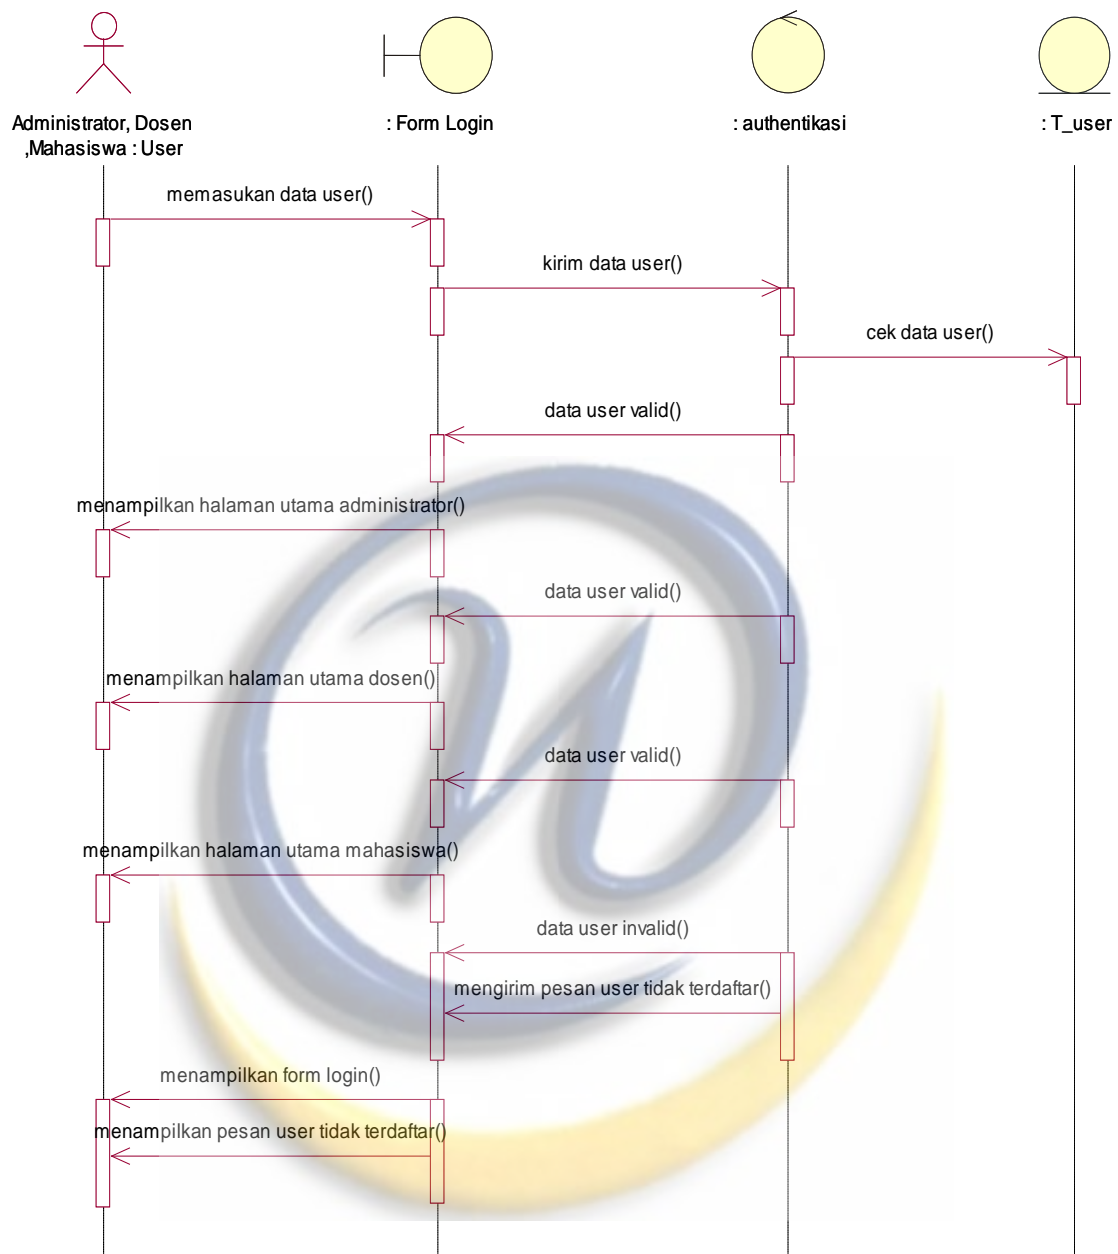 Administrator, Dosen
,Mahasiswa : User
: Form Login
: authentikasi
: T_user
memasukan data user()
kirim data user()
cek data user()
data user valid()
menampilkan halaman utama administrator()
data user valid()
menampilkan halaman utama dosen()
data user valid()
menampilkan halaman utama mahasiswa()
data user invalid()
mengirim pesan user tidak terdaftar()
menampilkan form login()
menampilkan pesan user tidak terdaftar()